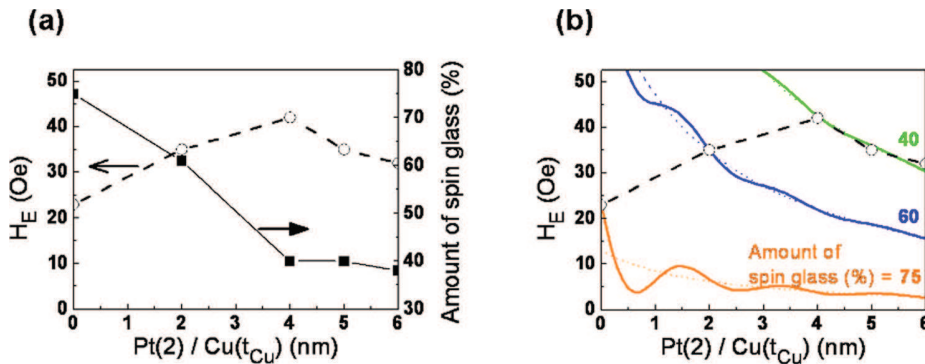 (a)
50
40
30
20
10
0
H_E (Oe)
80
70
60
50
40
30
Amount of spin glass (%)
0 1 2 3 4 5 6
Pt(2) / Cu(t_Cu) (nm)
(b)
50
40
30
20
10
0
H_E (Oe)
40
60
Amount of
spin glass (%) = 75
0 1 2 3 4 5 6
Pt(2) / Cu(t_Cu) (nm)